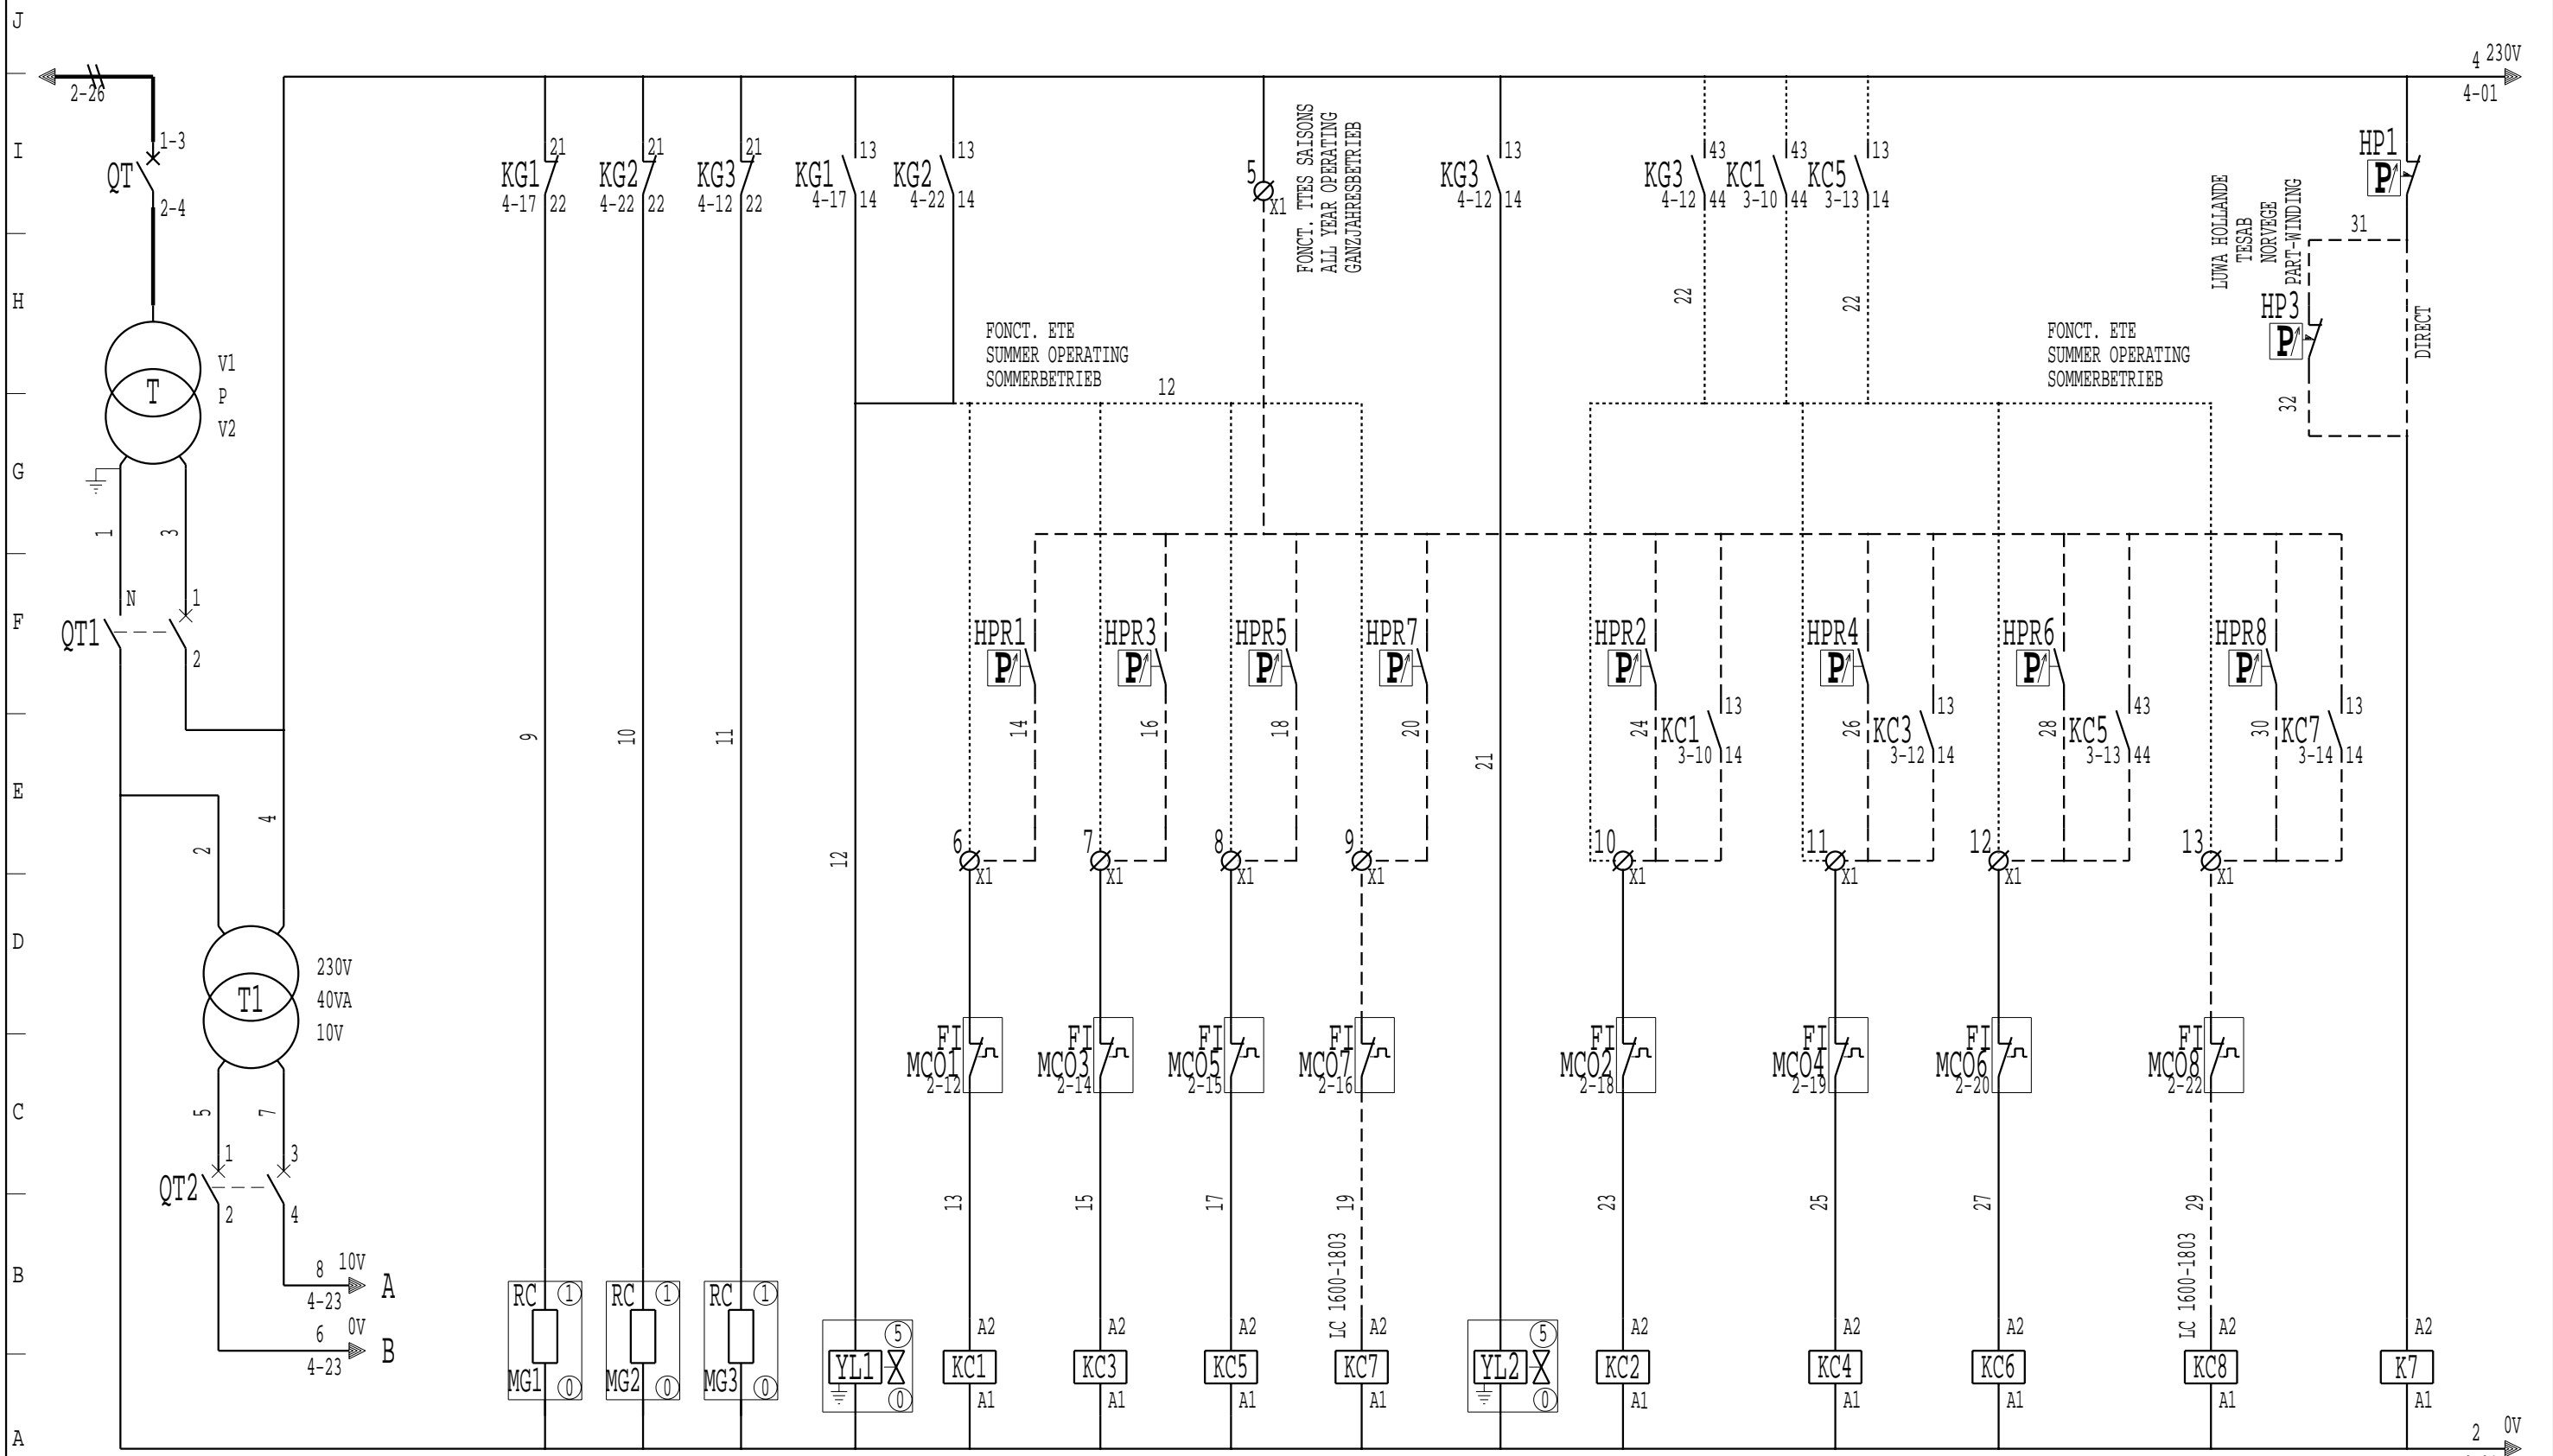 J
I
H
G
F
E
D
C
B
A
2-26
QT
1-3
2-4
T
V1
P
V2
1
3
QT1
N
1
2
2
4
T1
230V
40VA
10V
5
7
QT2
1
2
3
4
8
10V
4-23
A
6
0V
4-23
B
KG1
4-17
21
22
9
RC
1
MG1
0
KG2
4-22
21
22
10
RC
1
MG2
0
KG3
4-12
21
22
11
RC
1
MG3
0
KG1
4-17
13
14
12
YL1
5
0
KG2
4-22
13
14
FONCT. ETE
SUMMER OPERATING
SOMMERBETRIEB
12
5
X1
FONCT. TTES SAISONS
ALL YEAR OPERATING
GANZJAHRESBETRIEB
HPR1
P
14
6
X1
FI
MCO1
2-12
13
A2
KC1
A1
HPR3
P
16
7
X1
FI
MCO3
2-14
15
A2
KC3
A1
HPR5
P
18
8
X1
FI
MCO5
2-15
17
A2
KC5
A1
HPR7
P
20
9
X1
FI
MCO7
2-16
19
LC 1600-1803
A2
KC7
A1
KG3
4-12
13
14
21
YL2
5
0
KG3
4-12
43
44
22
KC1
3-10
43
44
KC5
3-13
13
14
22
FONCT. ETE
SUMMER OPERATING
SOMMERBETRIEB
HPR2
P
24
KC1
3-10
13
14
10
X1
FI
MCO2
2-18
23
A2
KC2
A1
HPR4
P
26
KC3
3-12
13
14
11
X1
FI
MCO4
2-19
25
A2
KC4
A1
HPR6
P
28
KC5
3-13
43
44
12
X1
FI
MCO6
2-20
27
A2
KC6
A1
HPR8
P
30
KC7
3-14
13
14
13
X1
FI
MCO8
2-22
29
LC 1600-1803
A2
KC8
A1
4
230V
4-01
HP1
P
31
LUWA HOLLANDE
TESAB
NORVEGE
PART-WINDING
HP3
P
32
DIRECT
A2
K7
A1
2
0V